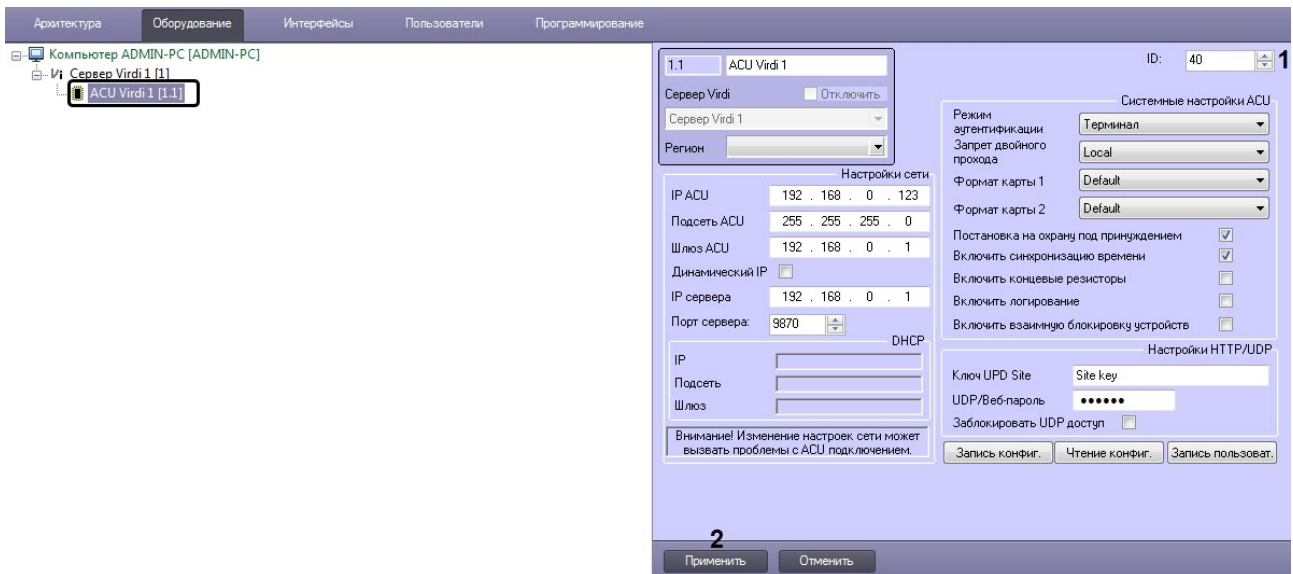 Архитектура Оборудование Интерфейсы Пользователи Программирование
Компьютер ADMIN-PC [ADMIN-PC]
Сервер Virdi 1 [1]
ACU Virdi 1 [1.1]
1.1 ACU Virdi 1
Сервер Virdi Отключить
Сервер Virdi 1
Регион
Настройки сети
IP ACU 192 . 168 . 0 . 123
Подсеть ACU 255 . 255 . 255 . 0
Шлюз ACU 192 . 168 . 0 . 1
Динамический IP
IP сервера 192 . 168 . 0 . 1
Порт сервера: 9870
DHCP
IP
Подсеть
Шлюз
Внимание! Изменение настроек сети может
вызвать проблемы с ACU подключением.
ID: 40 1
Системные настройки ACU
Режим
аутентификации Терминал
Запрет двойного
прохода Local
Формат карты 1 Default
Формат карты 2 Default
Постановка на охрану под принуждением
Включить синхронизацию времени
Включить концевые резисторы
Включить логирование
Включить взаимную блокировку устройств
Настройки HTTP/UDP
Ключ UPD Site Site key
UDP/Веб-пароль ••••••
Заблокировать UDP доступ
Запись конфиг. Чтение конфиг. Запись пользоват.
2
Применить Отменить